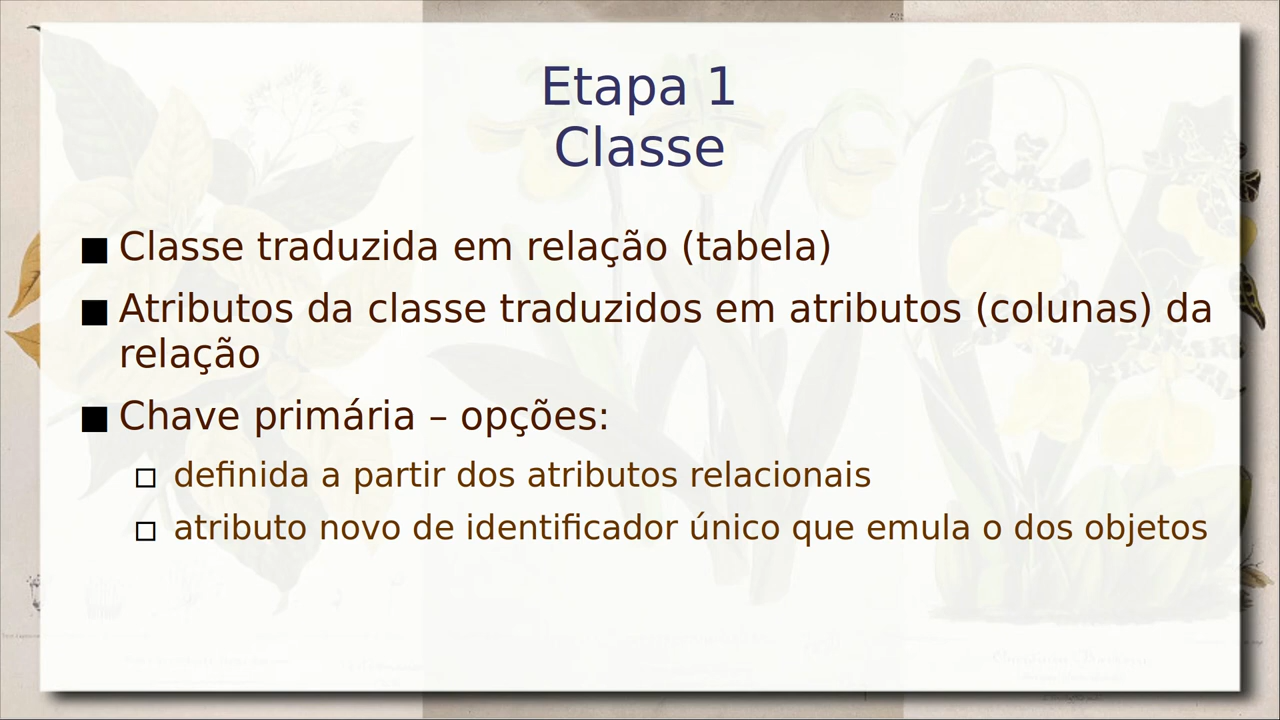 Etapa 1
Classe
Classe traduzida em relação (tabela)
Atributos da classe traduzidos em atributos (colunas) da
relação
Chave primária – opções:
definida a partir dos atributos relacionais
atributo novo de identificador único que emula o dos objetos